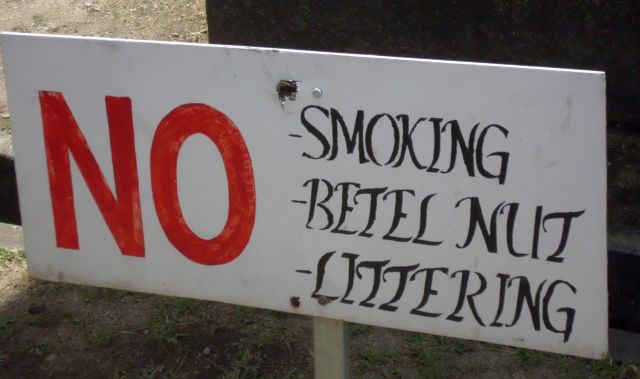 NO
-SMOKING
-BETEL NUT
-LITTERING